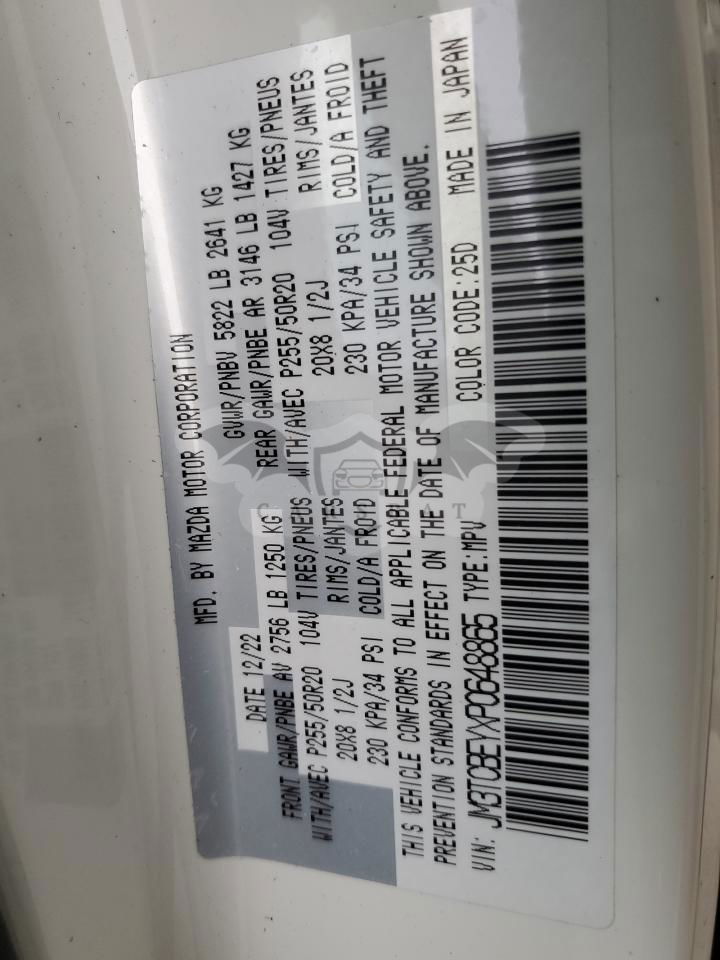 MFD. BY MAZDA MOTOR CORPORATION
DATE 12/22 GVWR/PNBV 5822 LB 2641 KG
FRONT GAWR/PNBE AV 2756 LB 1250 KG REAR GAWR/PNBE AR 3146 LB 1427 KG
WITH/AVEC P255/50R20 104V TIRES/PNEUS WITH/AVEC P255/50R20 104V TIRES/PNEUS
20X8 1/2J RIMS/JANTES 20X8 1/2J RIMS/JANTES
230 KPA/34 PSI COLD/A FROID 230 KPA/34 PSI COLD/A FROID
THIS VEHICLE CONFORMS TO ALL APPLICABLE FEDERAL MOTOR VEHICLE SAFETY AND THEFT
PREVENTION STANDARDS IN EFFECT ON THE DATE OF MANUFACTURE SHOWN ABOVE.
VIN: JM3TCBEYXP0648865 TYPE:MPV COLOR CODE:25D MADE IN JAPAN